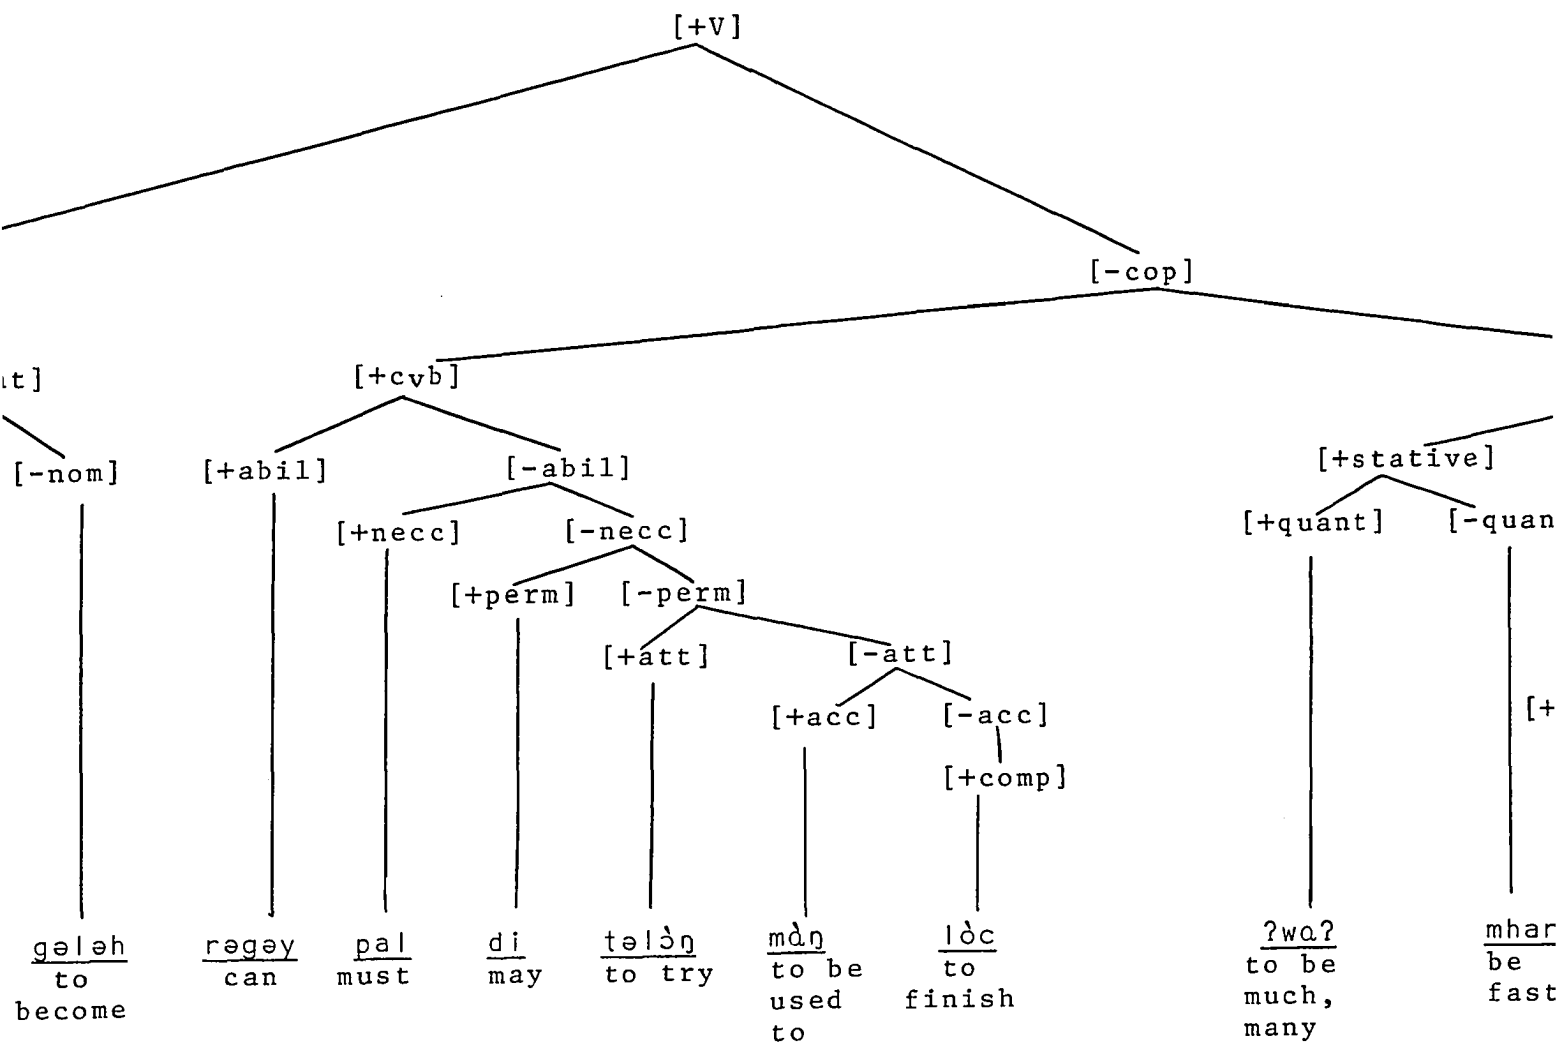 [+V]
[-cop]
[+cvb]
[-nom] [+abil] [-abil] [+stative]
[+necc] [-necc] [+quant] [-quan
[+perm] [-perm]
[+att] [-att]
[+acc] [-acc] [+
[+comp]
gələh rəgəy pal di təlɔ̀ŋ mɑ̀ŋ lòc ʔwɑʔ mhar
to can must may to try to be to to be be
become used finish much, fast
to many